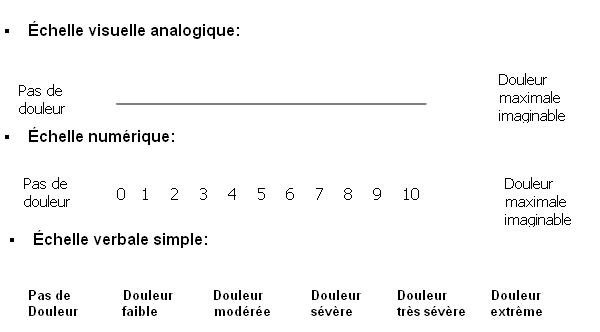 ▪ Échelle visuelle analogique:
Pas de
douleur
Douleur
maximale
imaginable
▪ Échelle numérique:
Pas de
douleur
0 1 2 3 4 5 6 7 8 9 10
Douleur
maximale
imaginable
▪ Échelle verbale simple:
Pas de Douleur Douleur Douleur Douleur Douleur
Douleur faible modérée sévère très sévère extrême